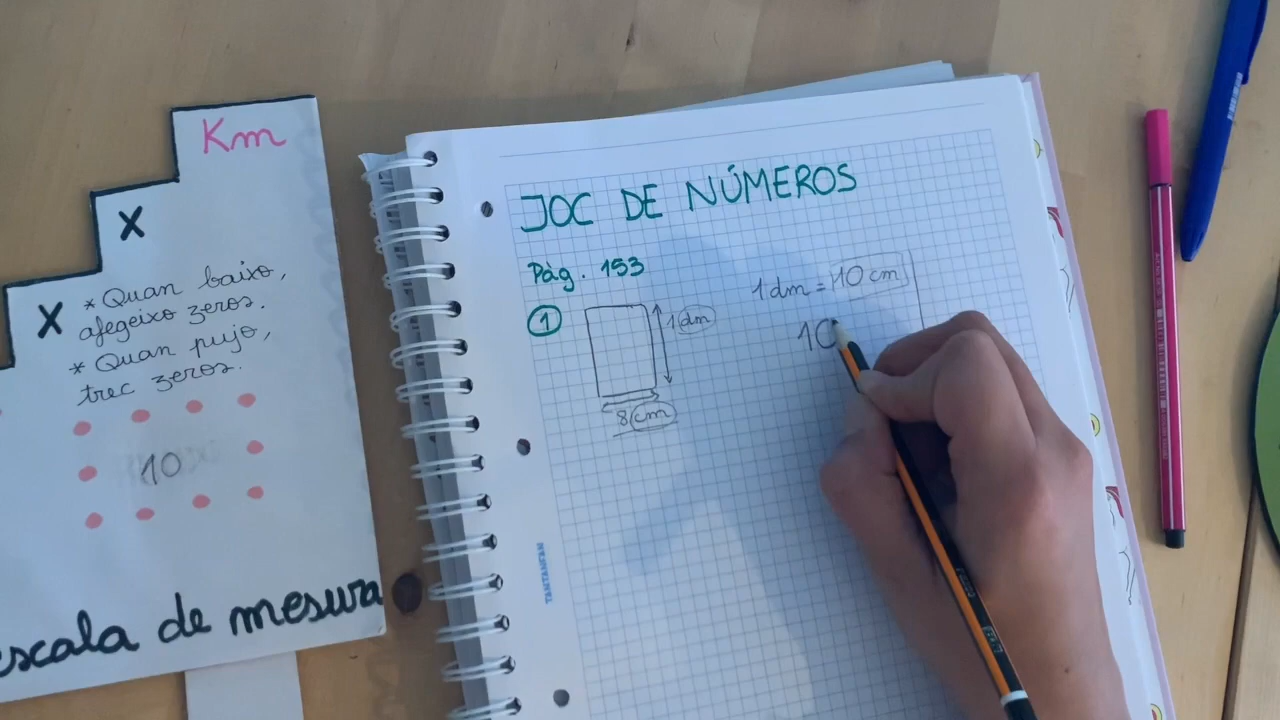 Km
X
X
* Quan baixo,
afegeixo zeros.
* Quan pujo,
trec zeros.
10
escala de mesura
JOC DE NÚMEROS
Pàg. 153
1
1 dm
8 cm
1 dm = 10 cm
10